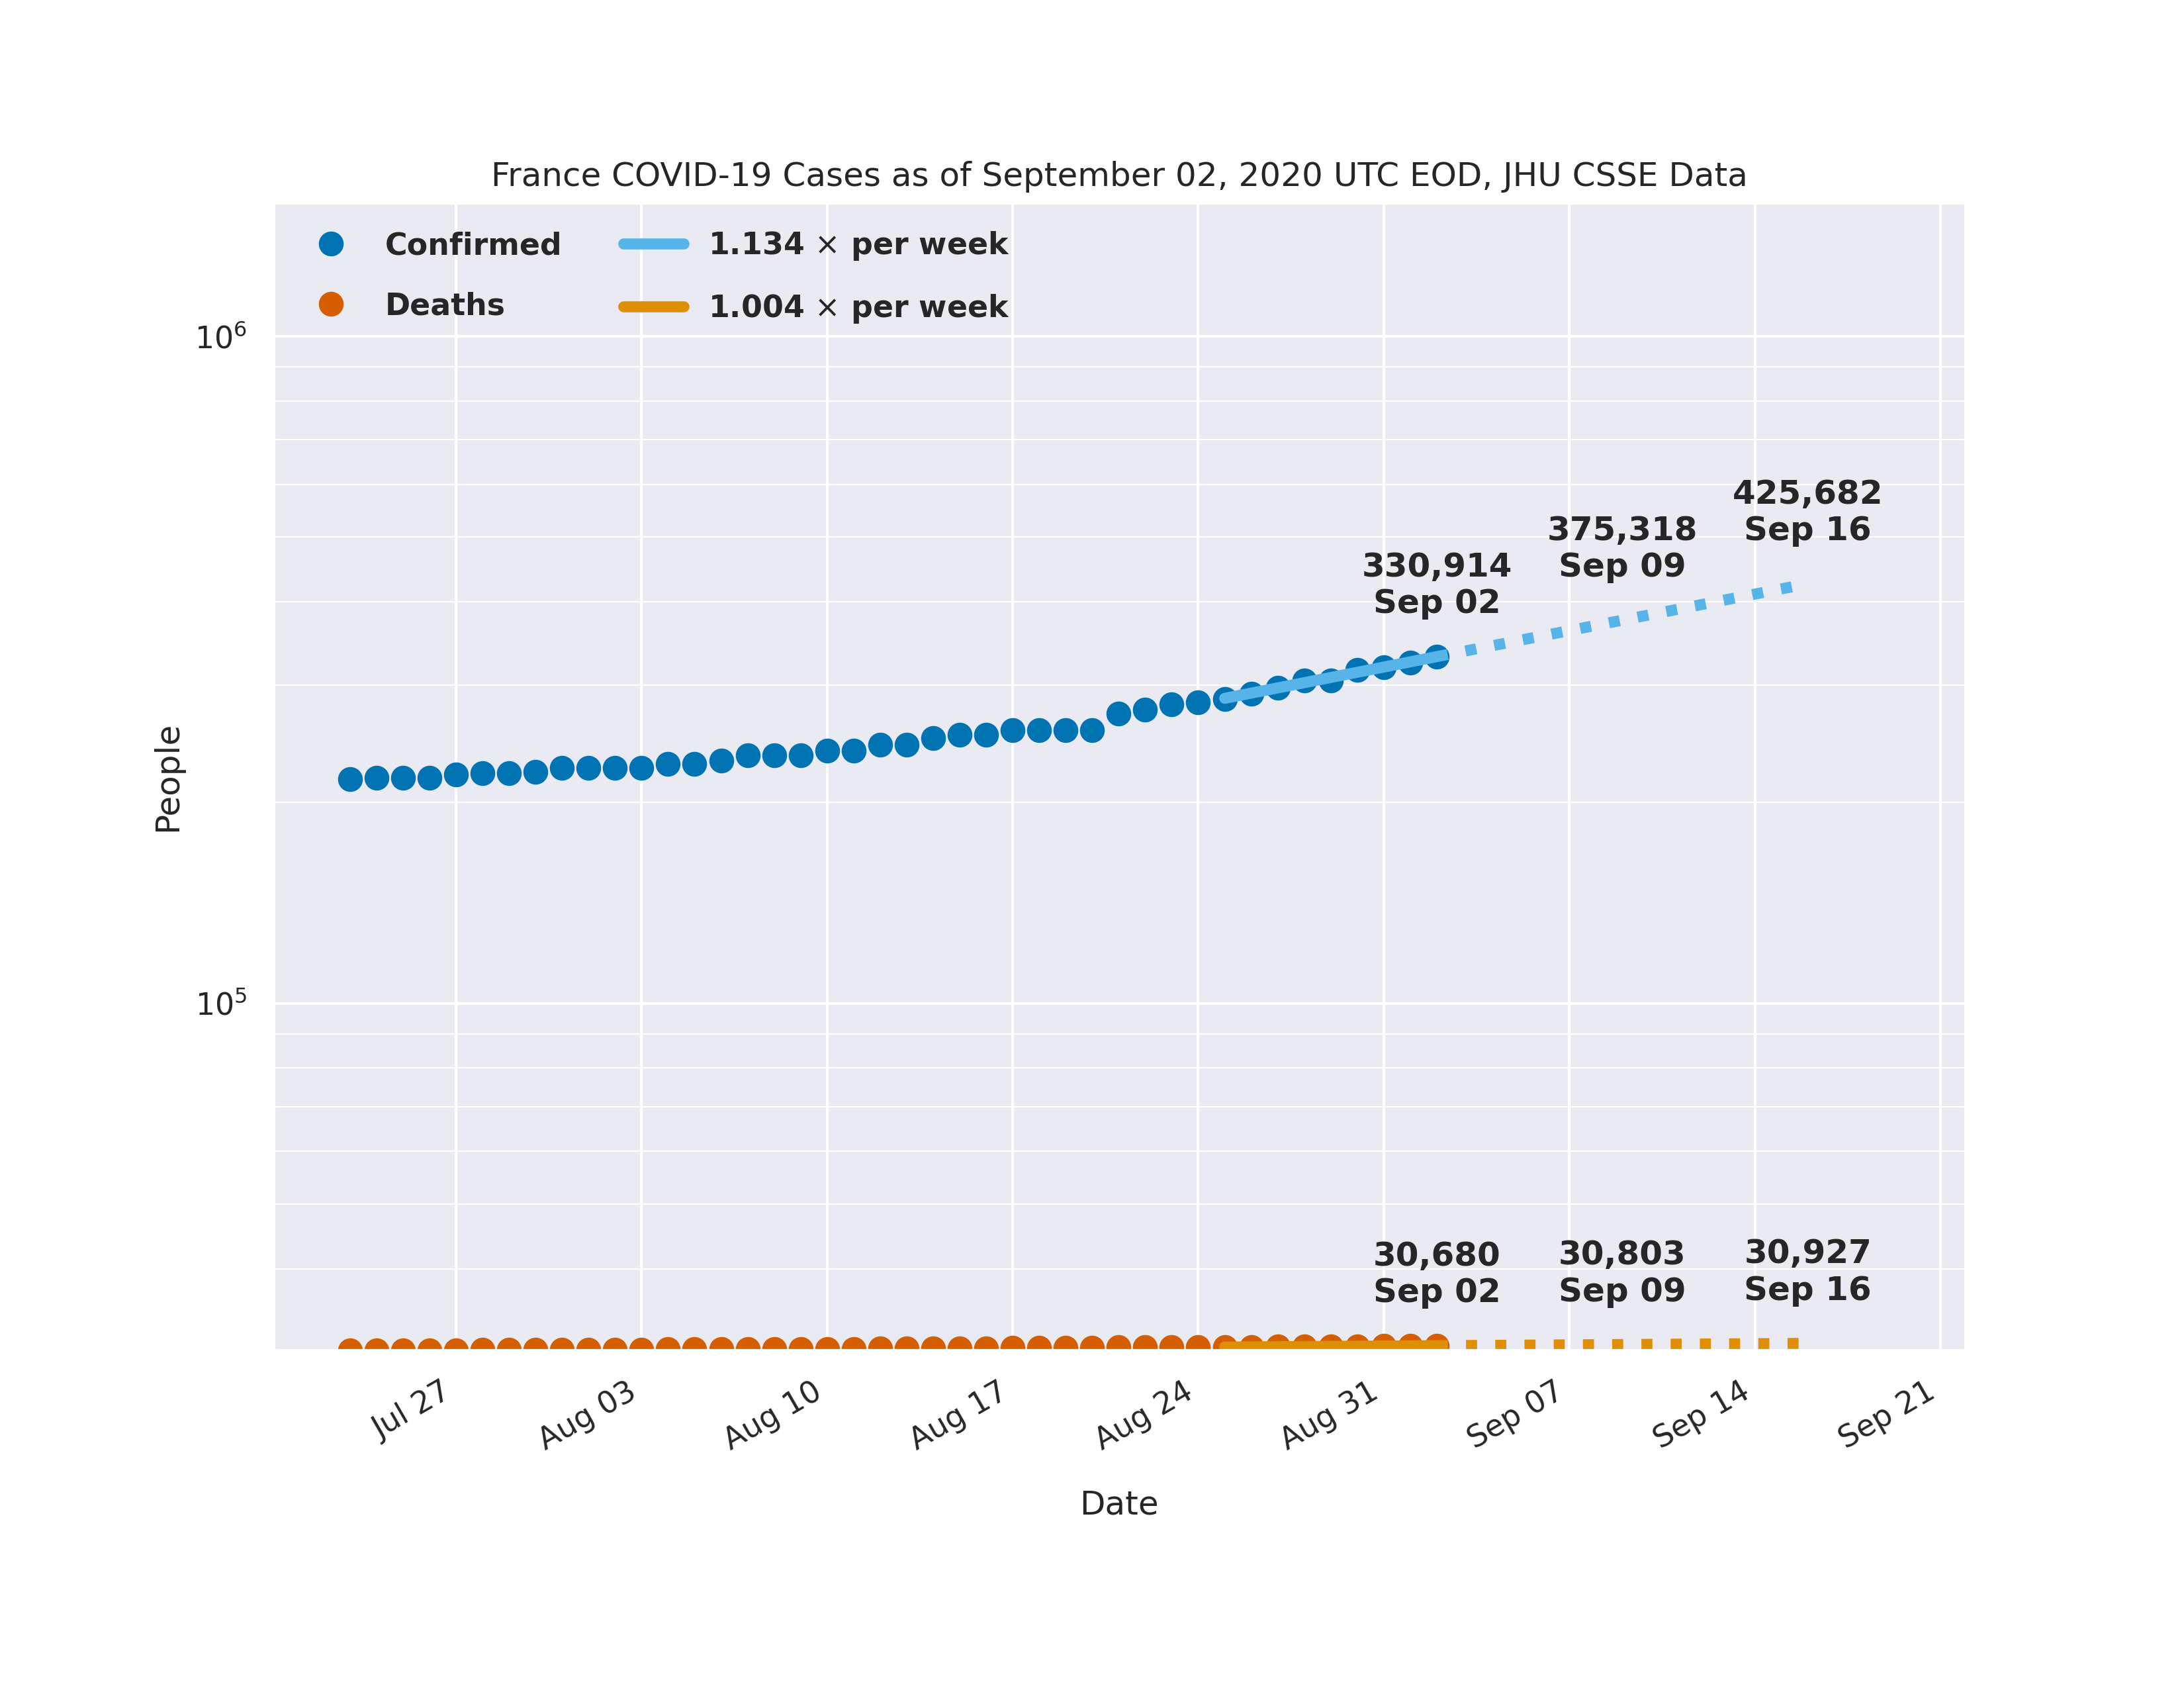 France COVID-19 Cases as of September 02, 2020 UTC EOD, JHU CSSE Data
Confirmed
Deaths
1.134 × per week
1.004 × per week
10⁶
10⁵
People
425,682
Sep 16
375,318
Sep 09
330,914
Sep 02
30,680
Sep 02
30,803
Sep 09
30,927
Sep 16
Jul 27
Aug 03
Aug 10
Aug 17
Aug 24
Aug 31
Sep 07
Sep 14
Sep 21
Date